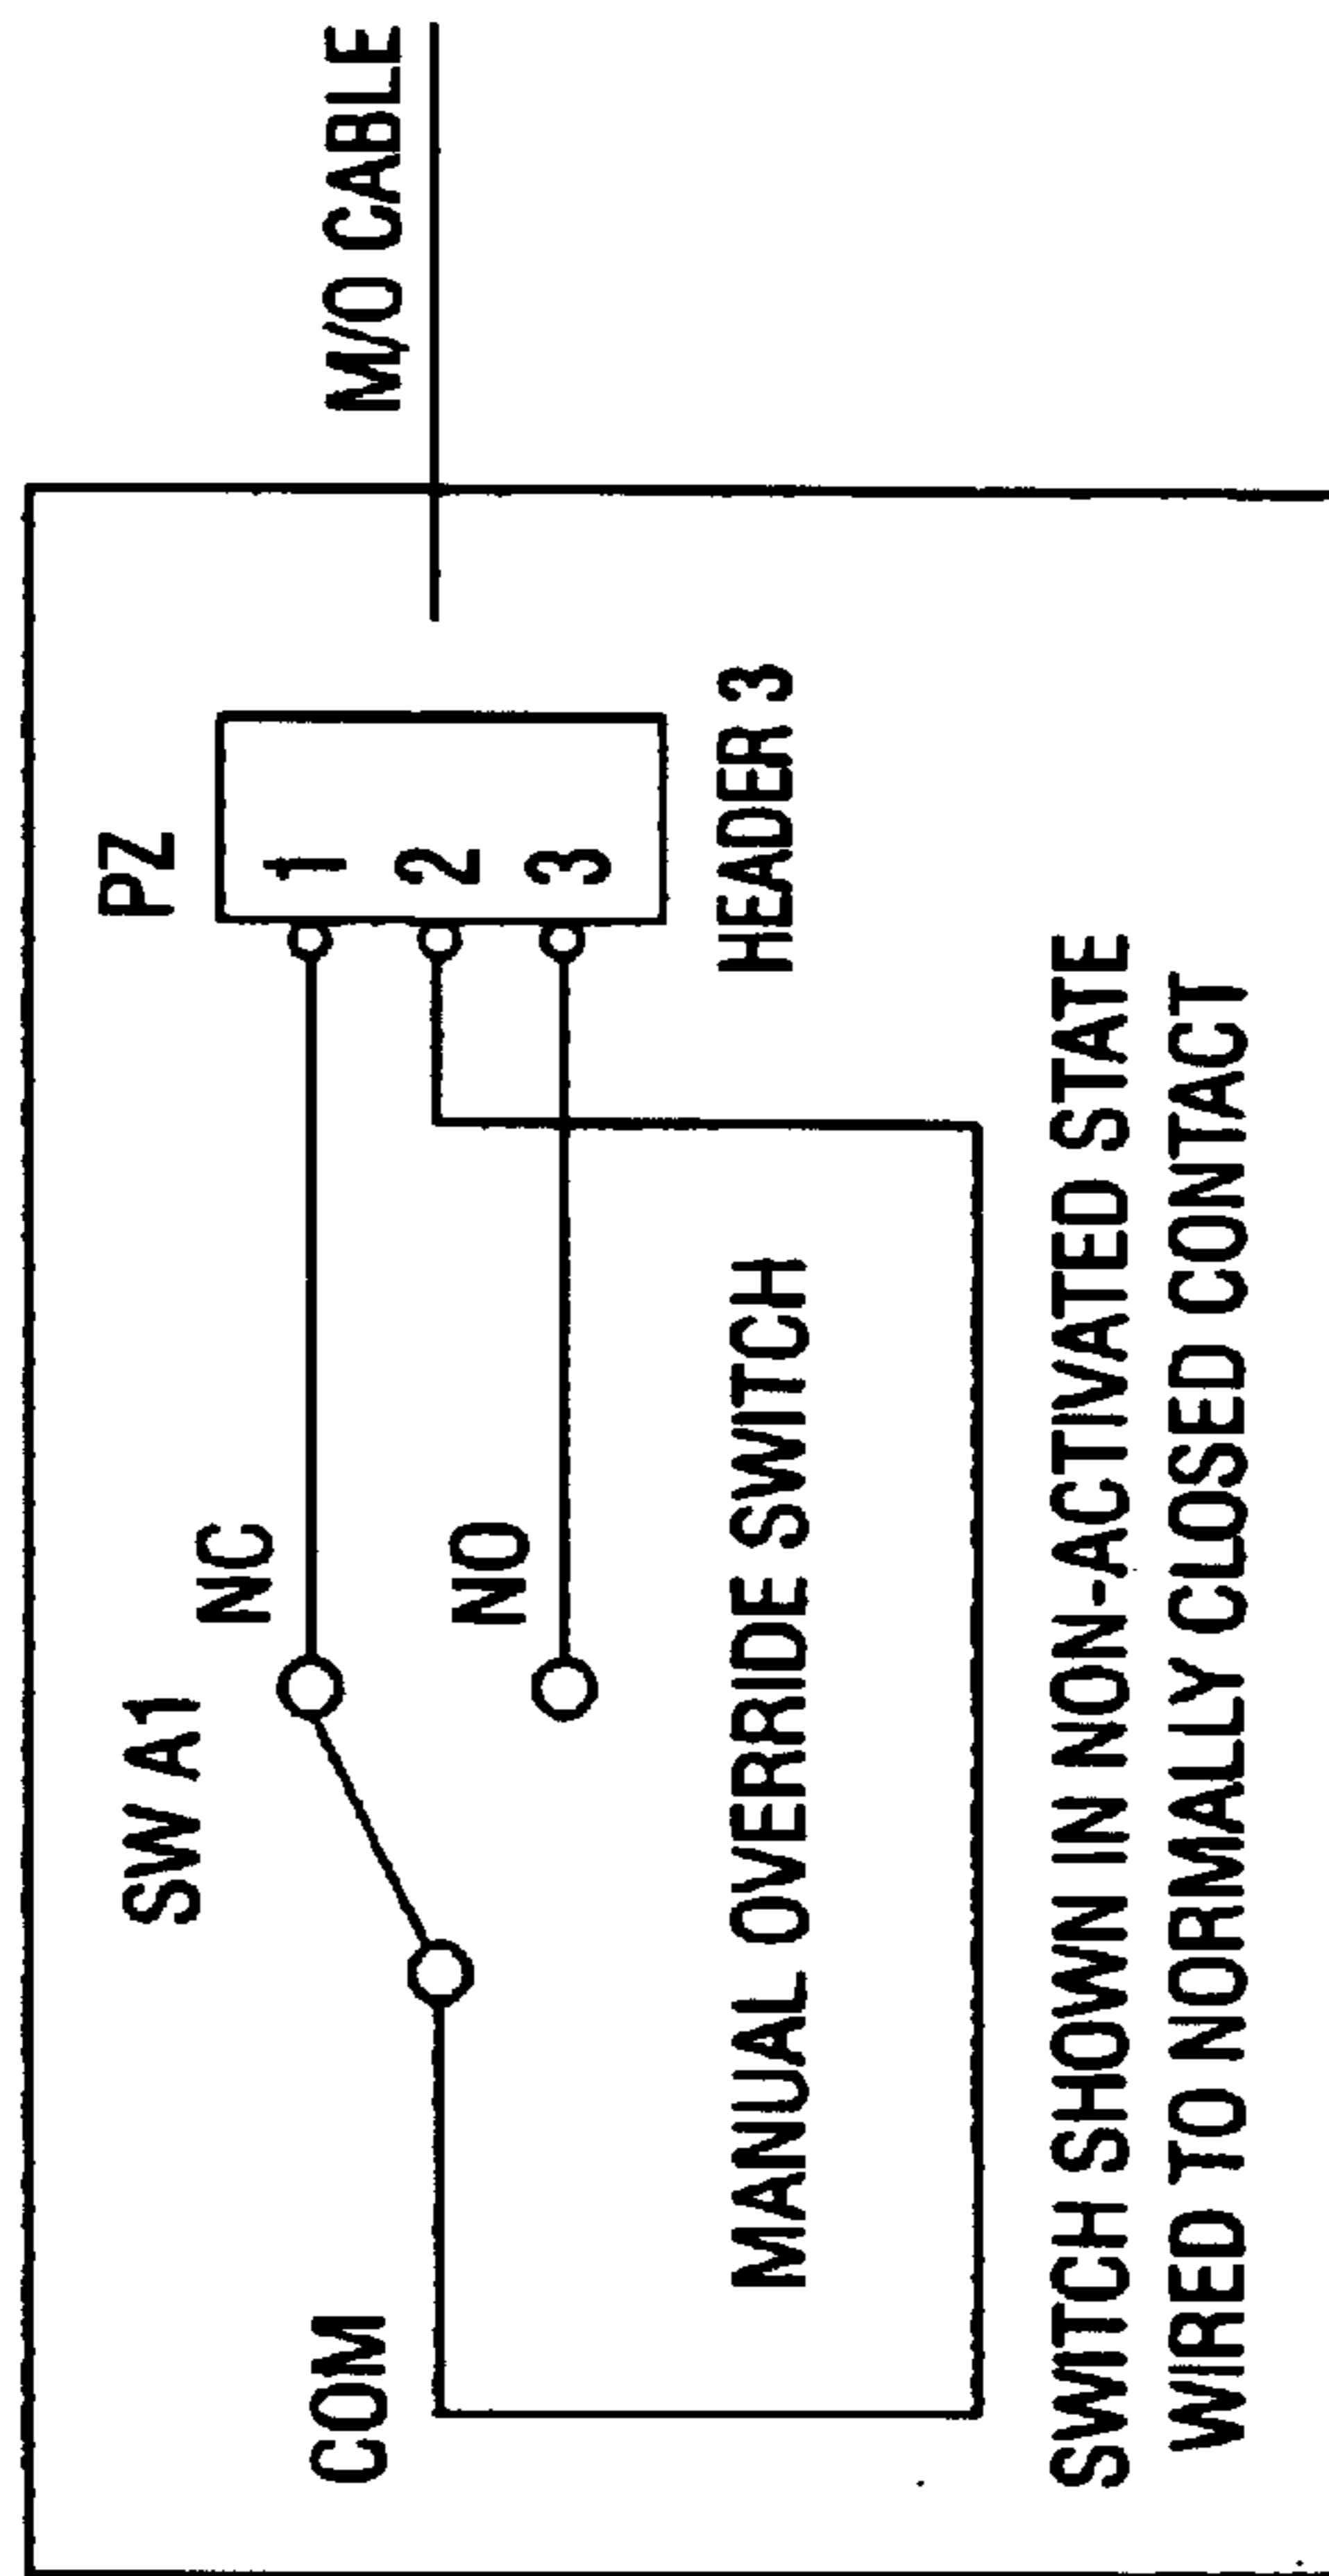 SW A1
PZ
M/O CABLE
COM
NC
1
2
NO
3
HEADER 3
MANUAL OVERRIDE SWITCH
SWITCH SHOWN IN NON-ACTIVATED STATE
WIRED TO NORMALLY CLOSED CONTACT